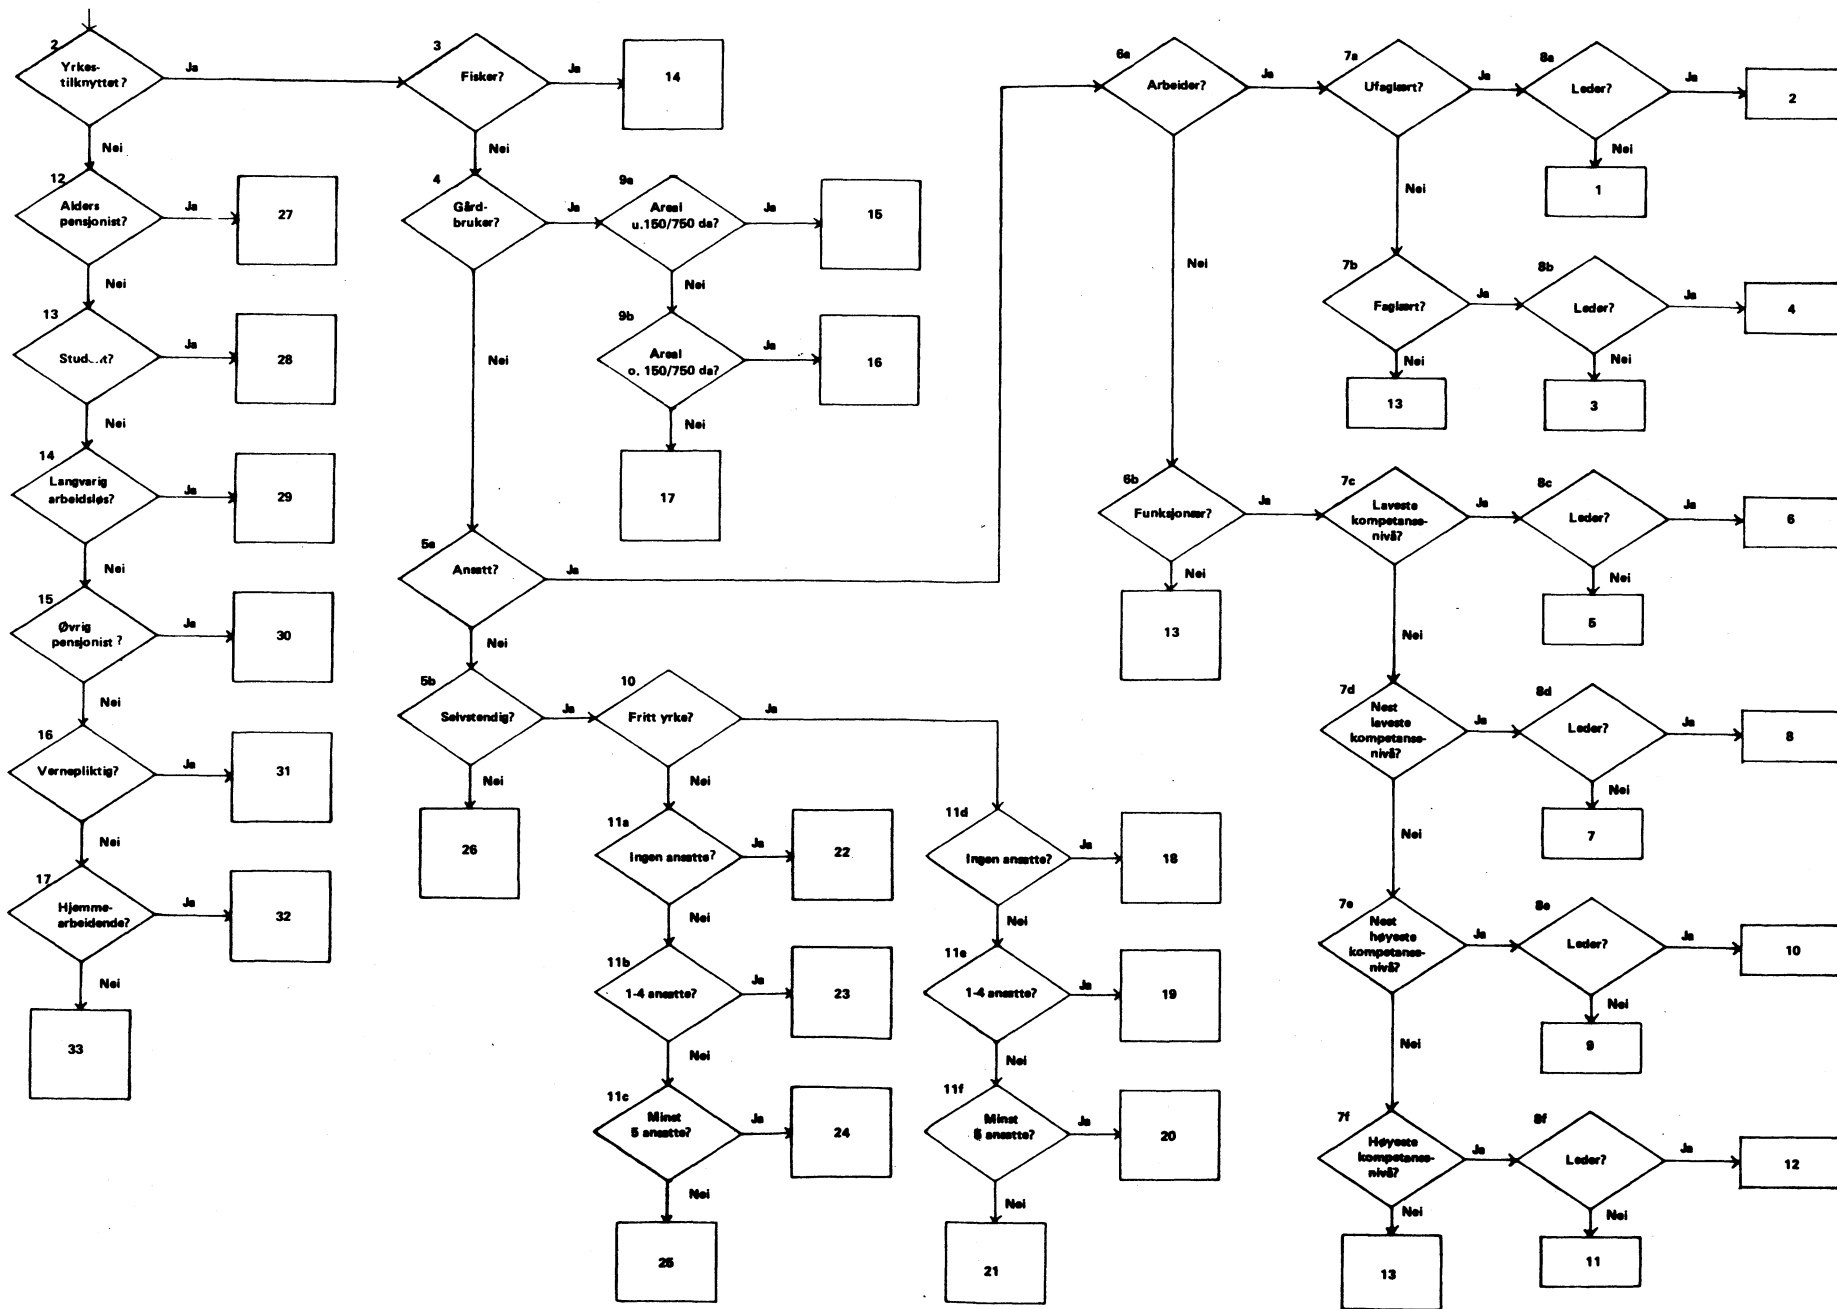 2
Yrkes-
tilknyttet?
Ja
Nei
12
Alders
pensjonist?
Ja
27
Nei
13
Ja
28
Nei
14
Langvarig
arbeidsløs?
Ja
29
Nei
15
Øvrig
pensjonist?
Ja
30
Nei
16
Vernepliktig?
Ja
31
Nei
17
Hjemme-
arbeidende?
Ja
32
Nei
33
3
Fisker?
Ja
14
Nei
4
Gård-
bruker?
Ja
Nei
9a
Areal
u.150/750 da?
Ja
15
Nei
9b
Areal
o. 150/750 da?
Ja
16
Nei
17
5a
Ansatt?
Ja
Nei
5b
Selvstendig?
Ja
Nei
26
10
Fritt yrke?
Ja
Nei
11a
Ingen ansatte?
Ja
22
Nei
11b
1-4 ansatte?
Ja
23
Nei
11c
Minst
5 ansatte?
Ja
24
Nei
25
11d
Ingen ansatte?
Ja
18
Nei
11e
1-4 ansatte?
Ja
19
Nei
11f
Minst
5 ansatte?
Ja
20
Nei
21
6a
Arbeider?
Ja
Nei
7a
Ufaglært?
Ja
Nei
8a
Leder?
Ja
2
Nei
1
7b
Faglært?
Ja
Nei
13
8b
Leder?
Ja
4
Nei
3
6b
Funksjonær?
Ja
Nei
13
7c
Laveste
kompetanse-
nivå?
Ja
Nei
8c
Leder?
Ja
6
Nei
5
7d
Nest
laveste
kompetanse-
nivå?
Ja
Nei
8d
Leder?
Ja
8
Nei
7
7e
Nest
høyeste
kompetanse-
nivå?
Ja
Nei
8e
Leder?
Ja
10
Nei
9
7f
Høyeste
kompetanse-
nivå?
Ja
Nei
13
8f
Leder?
Ja
12
Nei
11